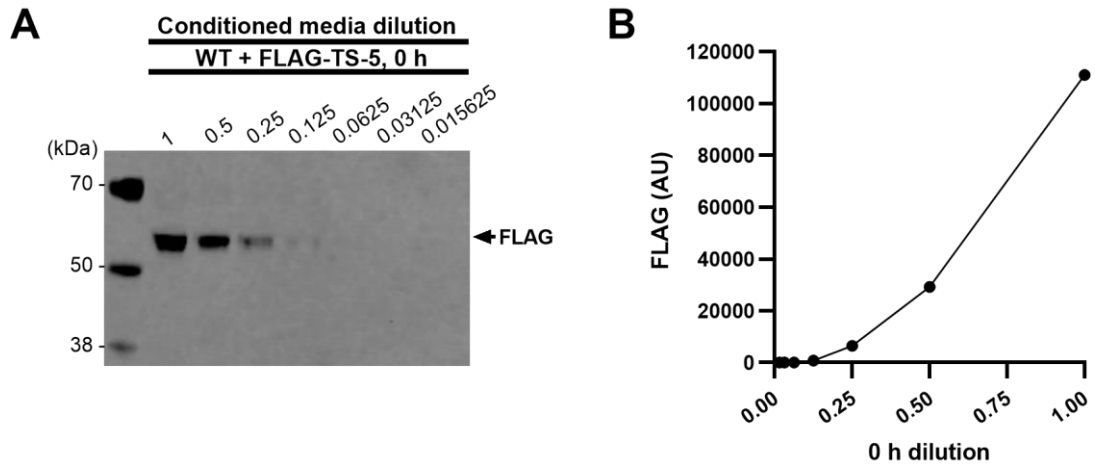 A
Conditioned media dilution
WT + FLAG-TS-5, 0 h
1 0.5 0.25 0.125 0.0625 0.03125 0.015625
(kDa)
70 -
50 -
38 -
FLAG
B
120000
100000
80000
60000
40000
20000
0
FLAG (AU)
0.00 0.25 0.50 0.75 1.00
0 h dilution